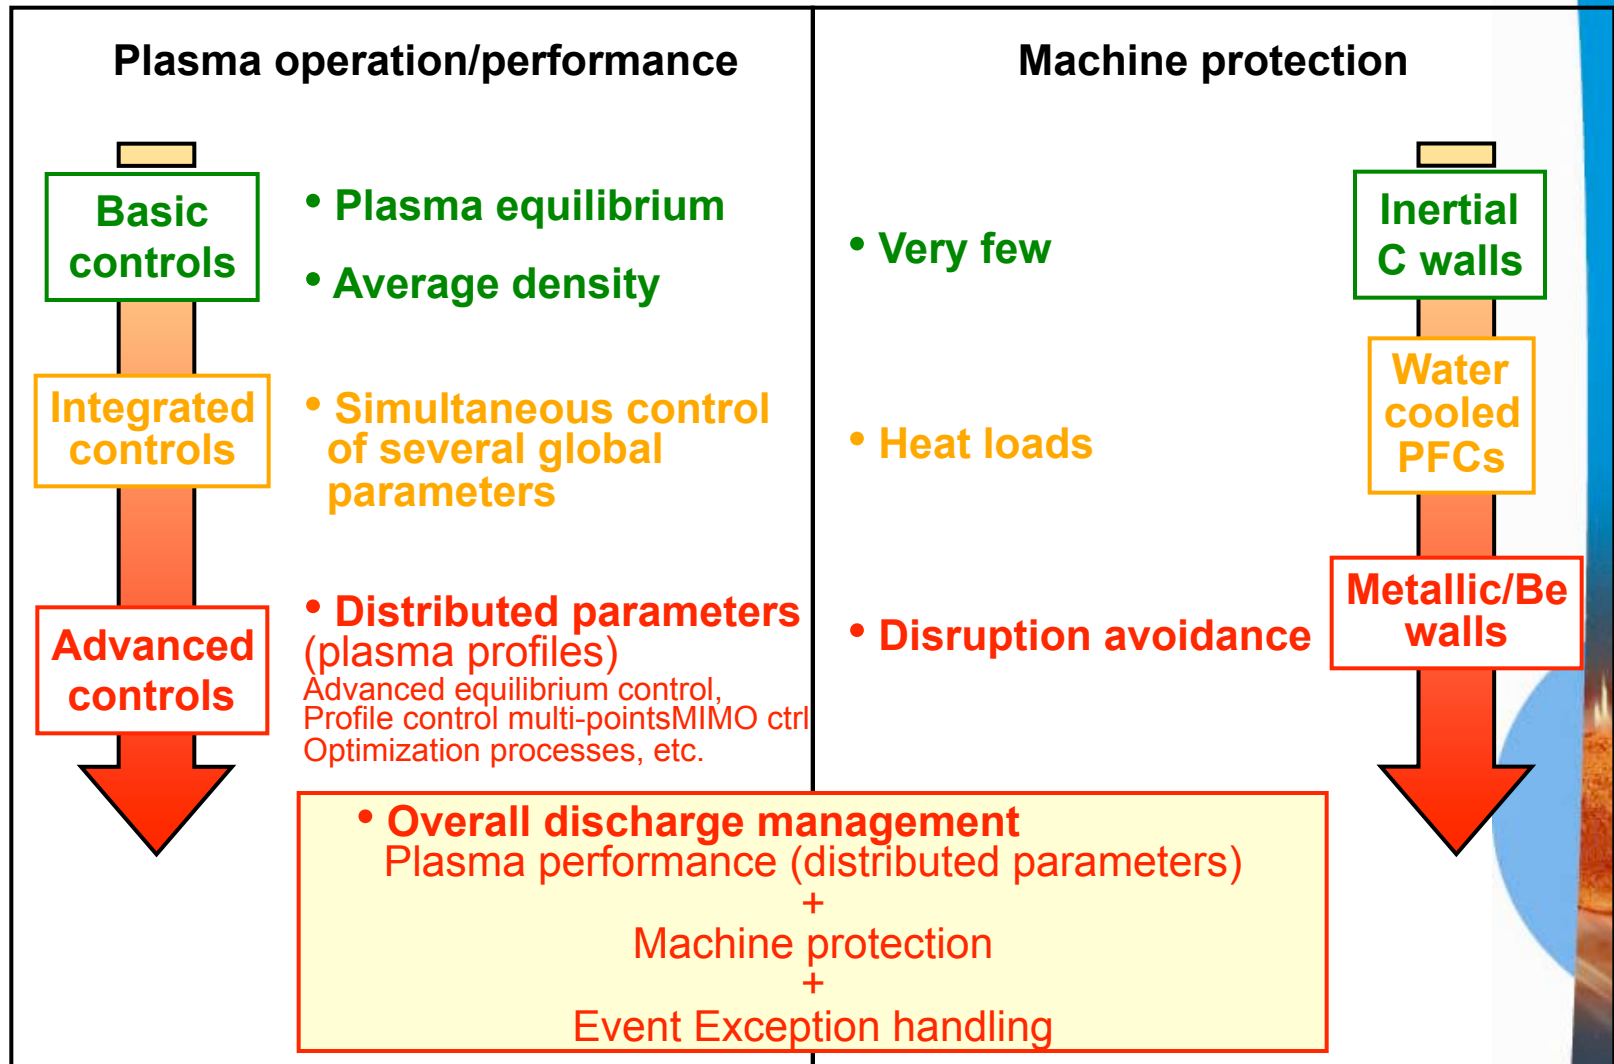 Plasma operation/performance
Basic
controls
• Plasma equilibrium
• Average density
Integrated
controls
• Simultaneous control
of several global
parameters
Advanced
controls
• Distributed parameters
(plasma profiles)
Advanced equilibrium control,
Profile control multi-pointsMIMO ctrl
Optimization processes, etc.
Machine protection
• Very few
Inertial
C walls
• Heat loads
Water
cooled
PFCs
• Disruption avoidance
Metallic/Be
walls
• Overall discharge management
Plasma performance (distributed parameters)
+
Machine protection
+
Event Exception handling